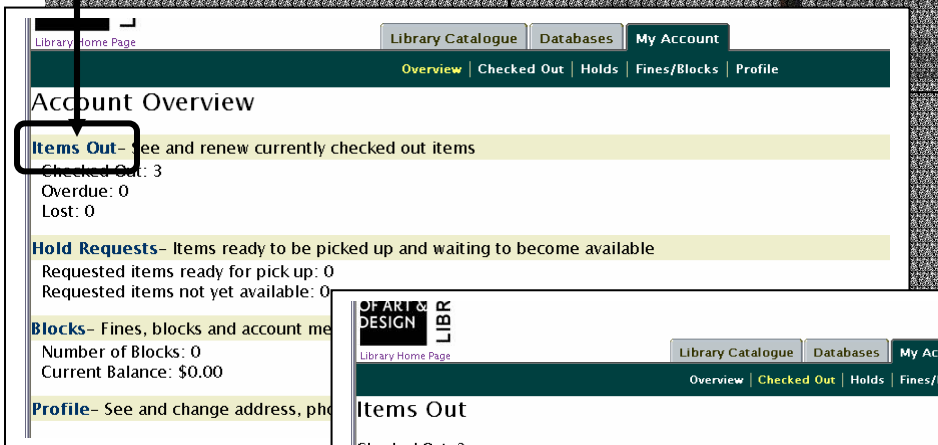 Library Home Page
Library Catalogue Databases My Account
Overview | Checked Out | Holds | Fines/Blocks | Profile
Account Overview
Items Out– See and renew currently checked out items
Checked Out: 3
Overdue: 0
Lost: 0
Hold Requests– Items ready to be picked up and waiting to become available
Requested items ready for pick up: 0
Requested items not yet available: 0
Blocks– Fines, blocks and account me
Number of Blocks: 0
Current Balance: $0.00
Profile– See and change address, pho
OF ART &
DESIGN
LIBR
Library Home Page
Library Catalogue Databases My Ac
Overview | Checked Out | Holds | Fines/
Items Out